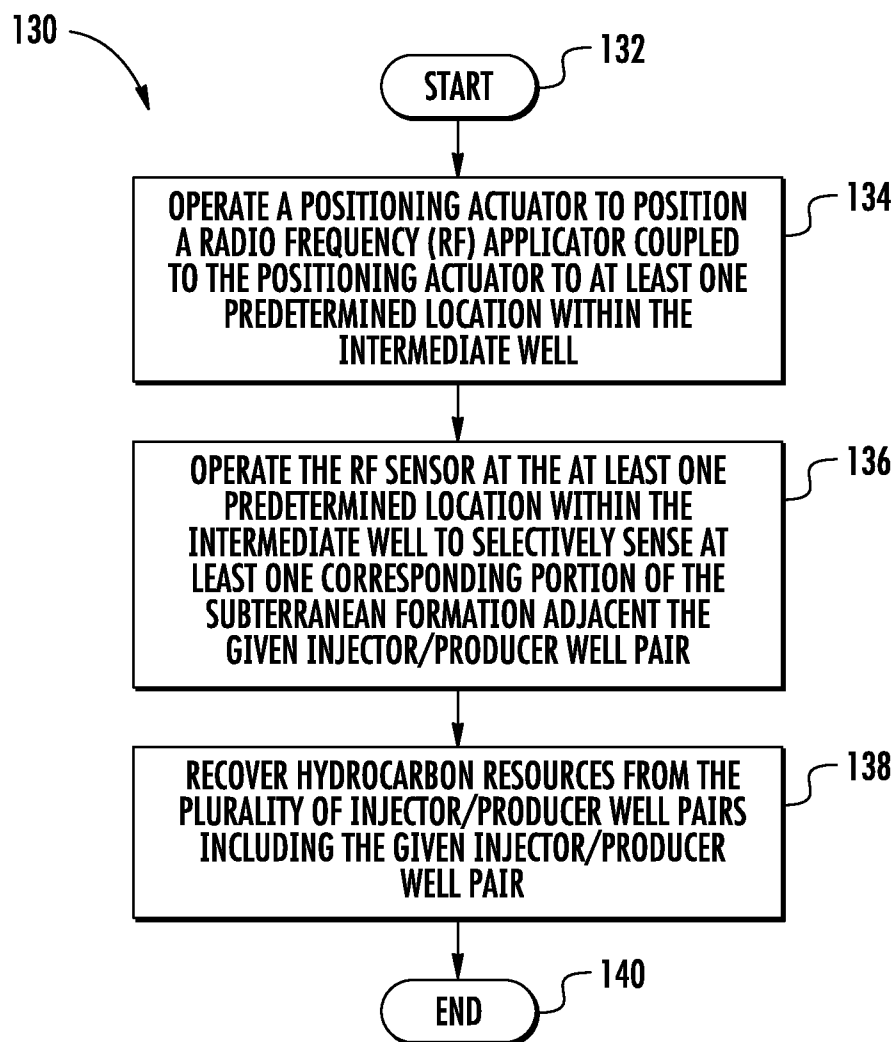 130
132
START
134
OPERATE A POSITIONING ACTUATOR TO POSITION
A RADIO FREQUENCY (RF) APPLICATOR COUPLED
TO THE POSITIONING ACTUATOR TO AT LEAST ONE
PREDETERMINED LOCATION WITHIN THE
INTERMEDIATE WELL
136
OPERATE THE RF SENSOR AT THE AT LEAST ONE
PREDETERMINED LOCATION WITHIN THE
INTERMEDIATE WELL TO SELECTIVELY SENSE AT
LEAST ONE CORRESPONDING PORTION OF THE
SUBTERRANEAN FORMATION ADJACENT THE
GIVEN INJECTOR/PRODUCER WELL PAIR
138
RECOVER HYDROCARBON RESOURCES FROM THE
PLURALITY OF INJECTOR/PRODUCER WELL PAIRS
INCLUDING THE GIVEN INJECTOR/PRODUCER
WELL PAIR
140
END